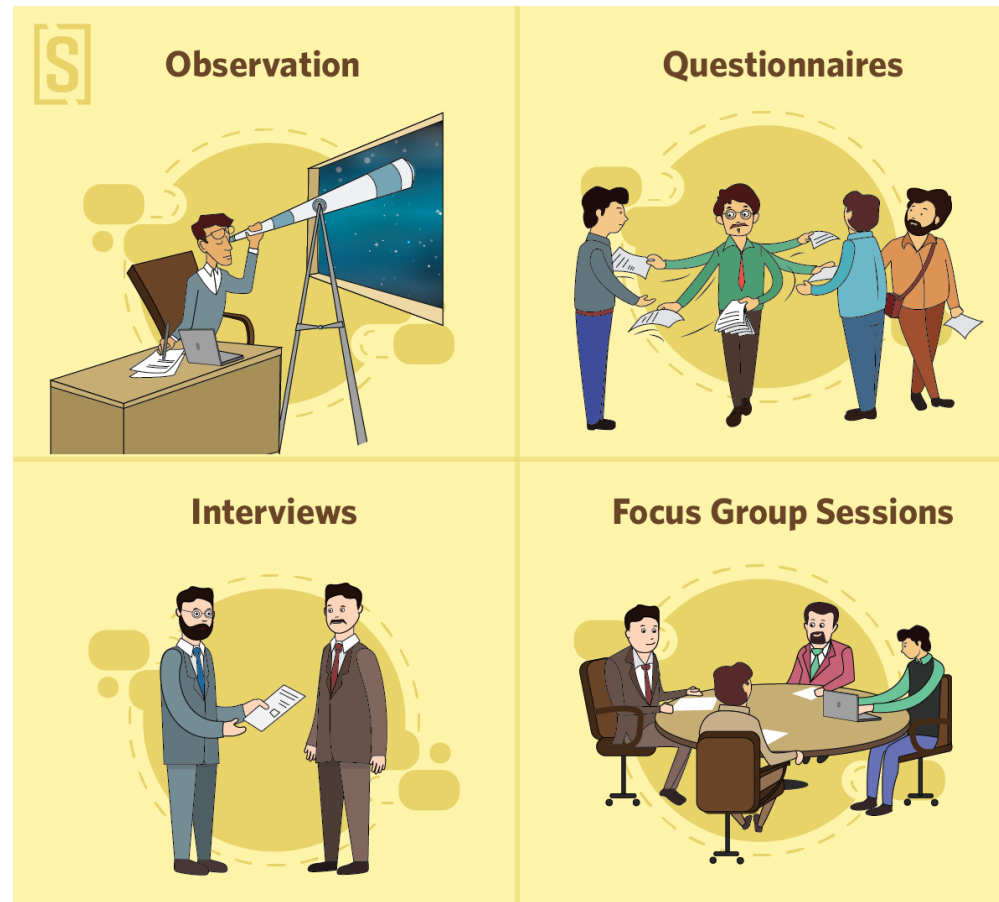 [S]
Observation
Questionnaires
Interviews
Focus Group Sessions